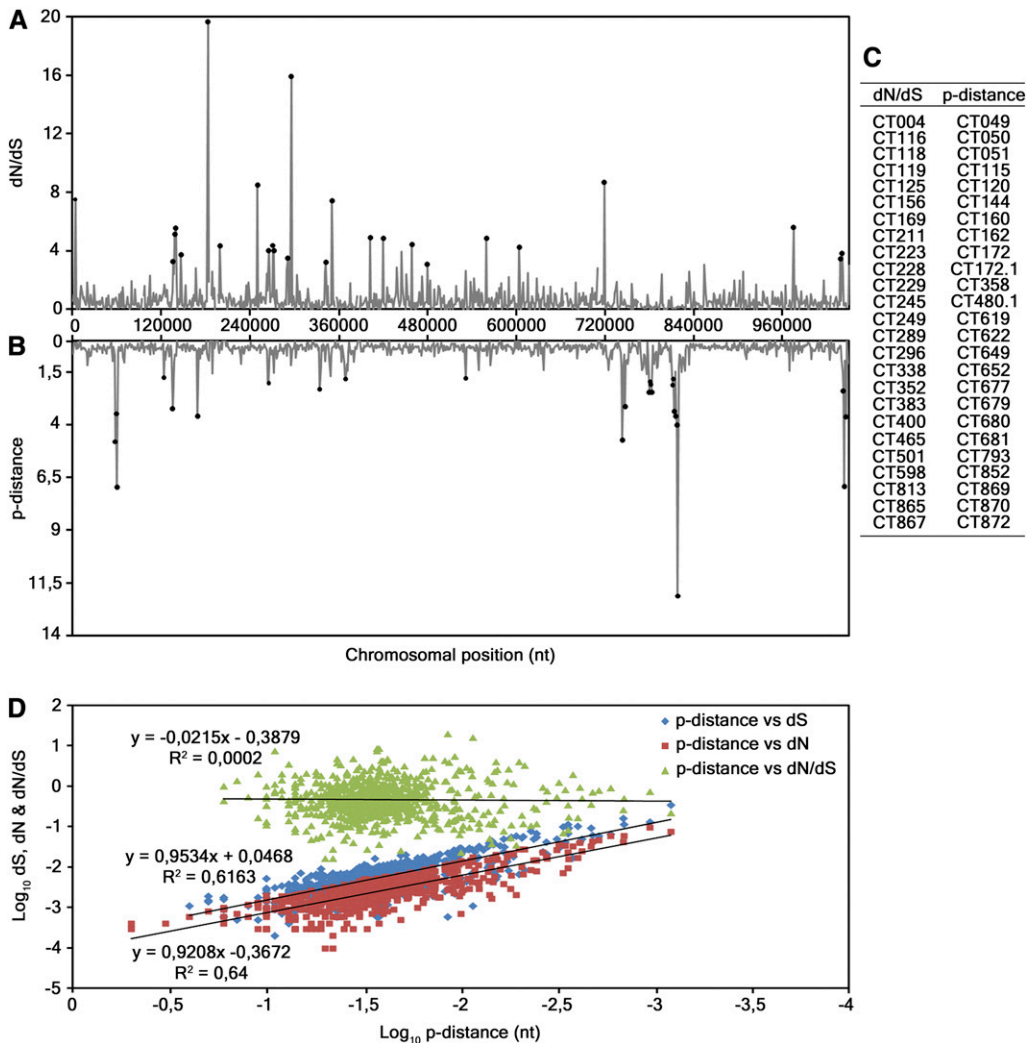 A
20
16
12
8
4
0
dN/dS
0 120000 240000 360000 480000 600000 720000 840000 960000
B
0
1,5
4
6,5
9
11,5
14
p-distance
Chromosomal position (nt)
C
dN/dS p-distance
CT004 CT049
CT116 CT050
CT118 CT051
CT119 CT115
CT125 CT120
CT156 CT144
CT169 CT160
CT211 CT162
CT223 CT172
CT228 CT172.1
CT229 CT358
CT245 CT480.1
CT249 CT619
CT289 CT622
CT296 CT649
CT338 CT652
CT352 CT677
CT383 CT679
CT400 CT680
CT465 CT681
CT501 CT793
CT598 CT852
CT813 CT869
CT865 CT870
CT867 CT872
D
2
1
0
-1
-2
-3
-4
-5
Log₁₀ dS, dN & dN/dS
y = -0,0215x - 0,3879
R² = 0,0002
y = 0,9534x + 0,0468
R² = 0,6163
y = 0,9208x -0,3672
R² = 0,64
p-distance vs dS
p-distance vs dN
p-distance vs dN/dS
0 -1 -1,5 -2 -2,5 -3 -3,5 -4
Log₁₀ p-distance (nt)